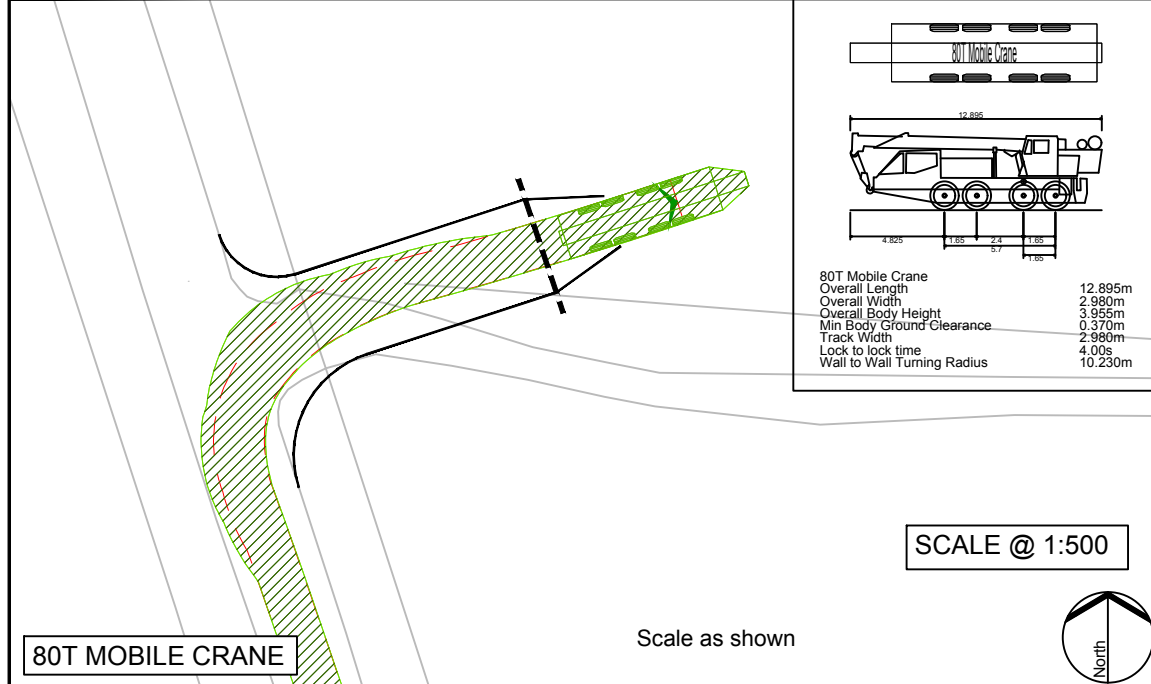 80T Mobile Crane
12.895
4.825 1.65 2.4 1.65
5.7
1.65
80T Mobile Crane
Overall Length 12.895m
Overall Width 2.980m
Overall Body Height 3.955m
Min Body Ground Clearance 0.370m
Track Width 2.980m
Lock to lock time 4.00s
Wall to Wall Turning Radius 10.230m
SCALE @ 1:500
Scale as shown
North
80T MOBILE CRANE